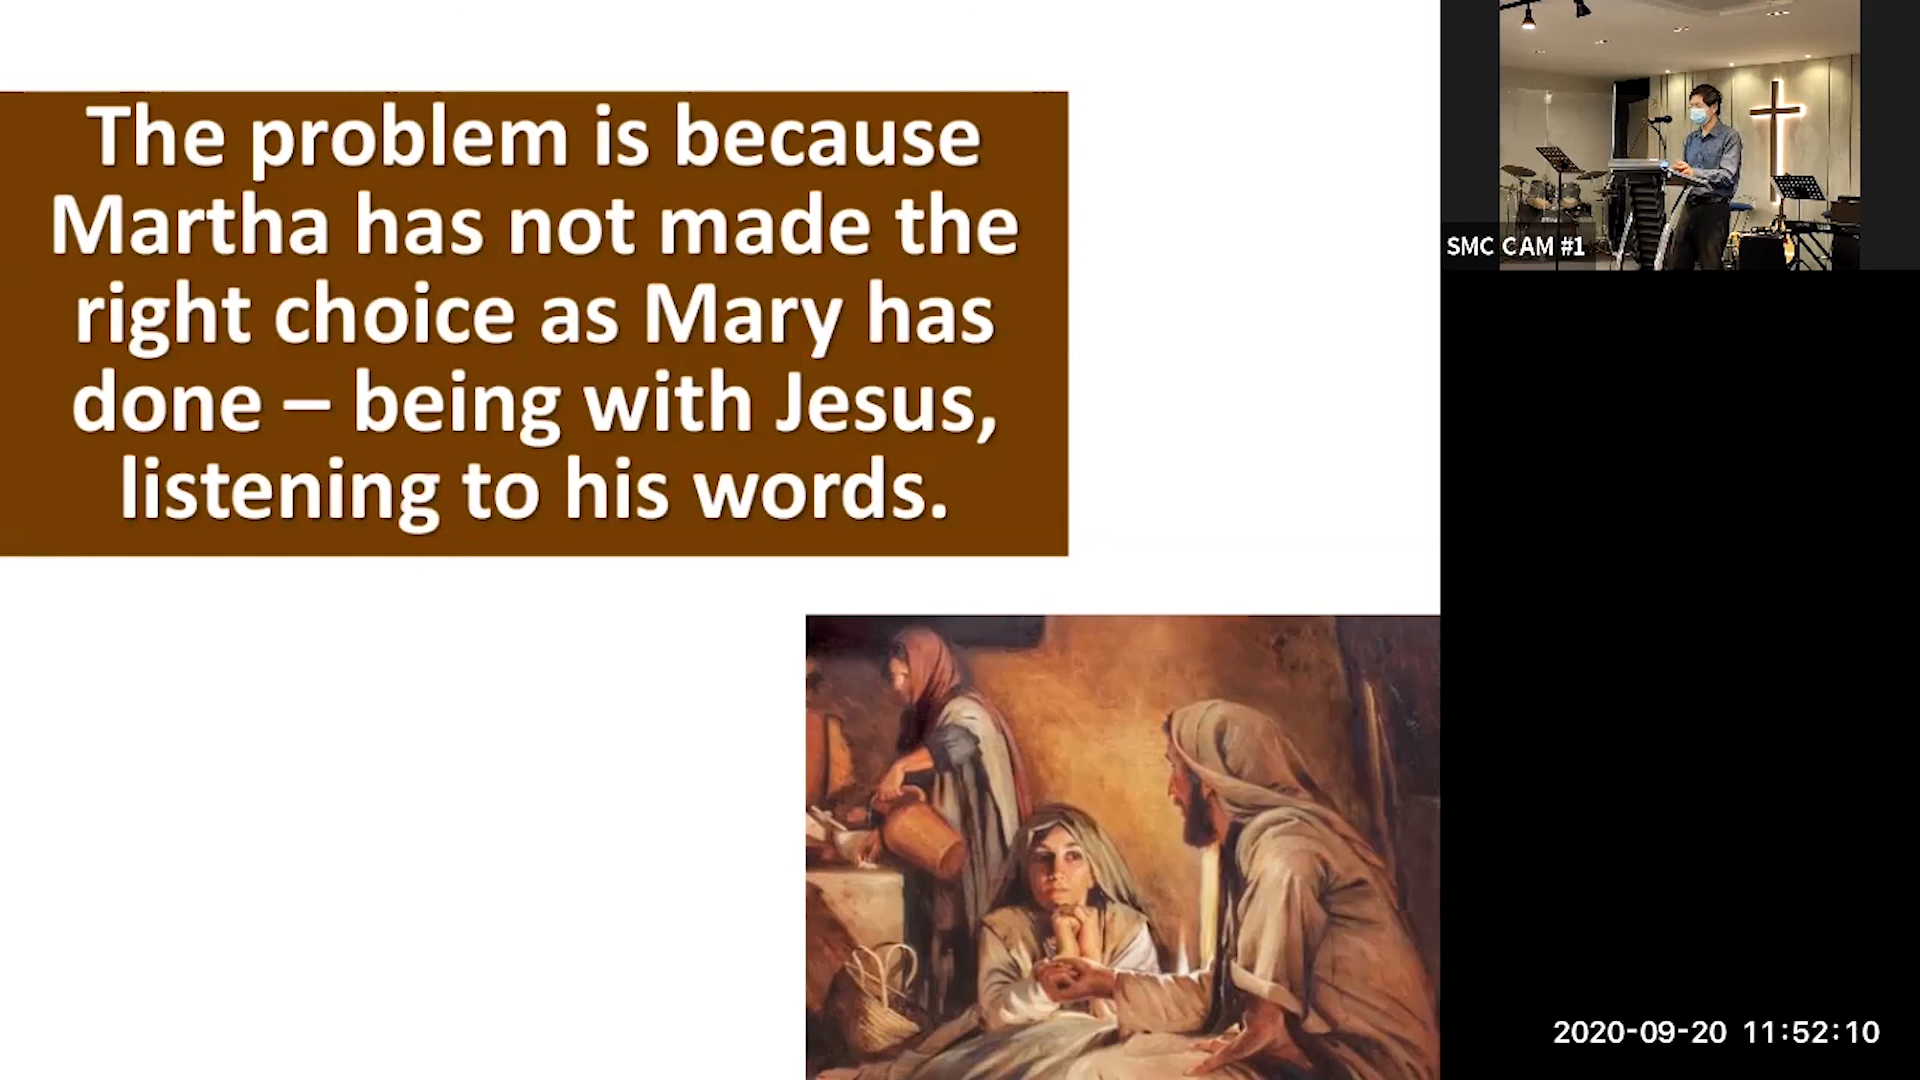 The problem is because
Martha has not made the
right choice as Mary has
done – being with Jesus,
listening to his words.
SMC CAM #1
2020-09-20 11:52:10